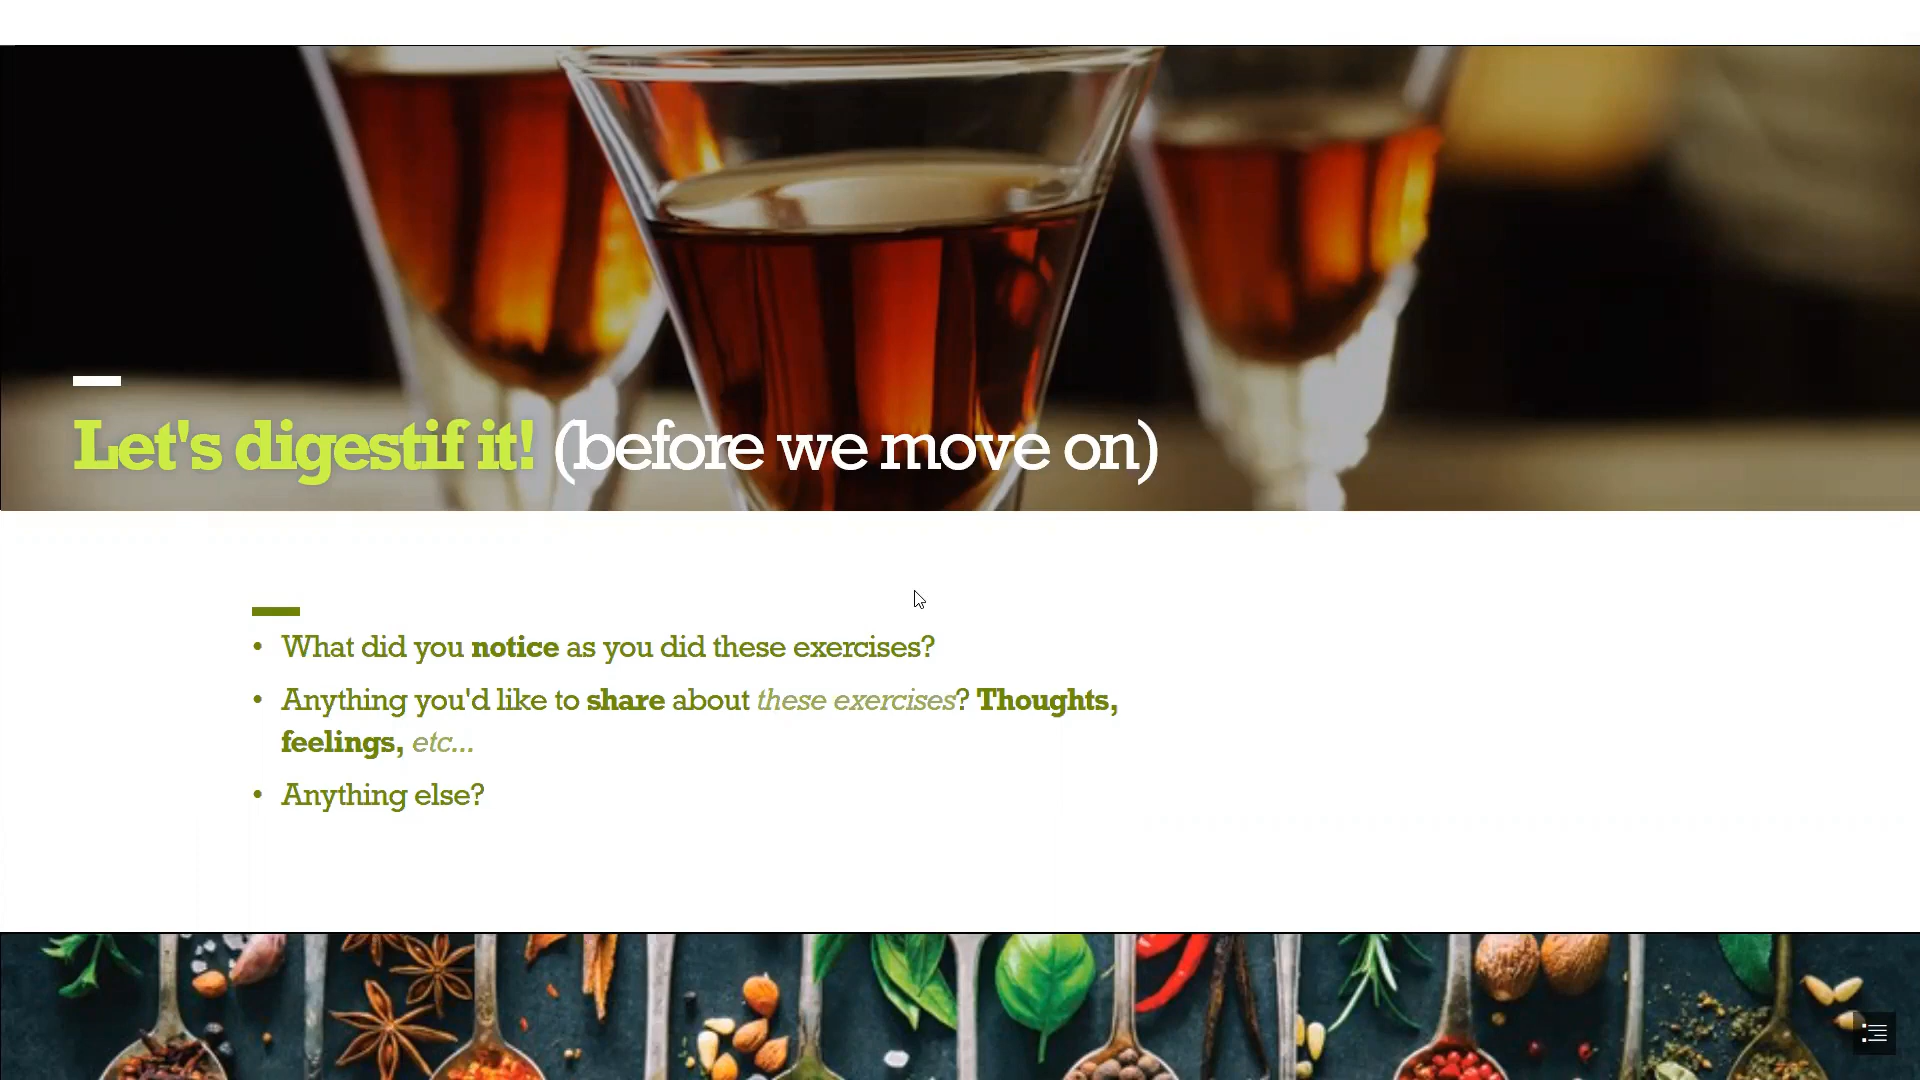 Let's digestif it! (before we move on)
• What did you notice as you did these exercises?
• Anything you'd like to share about these exercises? Thoughts,
feelings, etc...
• Anything else?